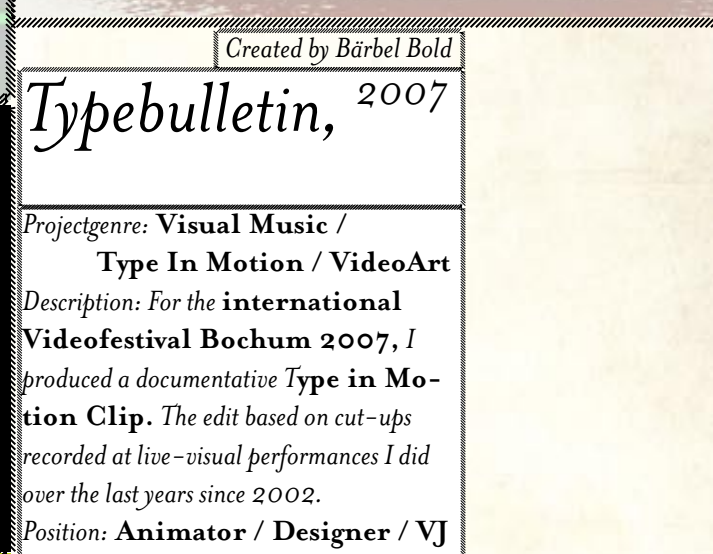 Created by Bärbel Bold
Typebulletin, 2007
Projectgenre: Visual Music /
Type In Motion / VideoArt
Description: For the international
Videofestival Bochum 2007, I
produced a documentative Type in Mo-
tion Clip. The edit based on cut-ups
recorded at live-visual performances I did
over the last years since 2002.
Position: Animator / Designer / VJ